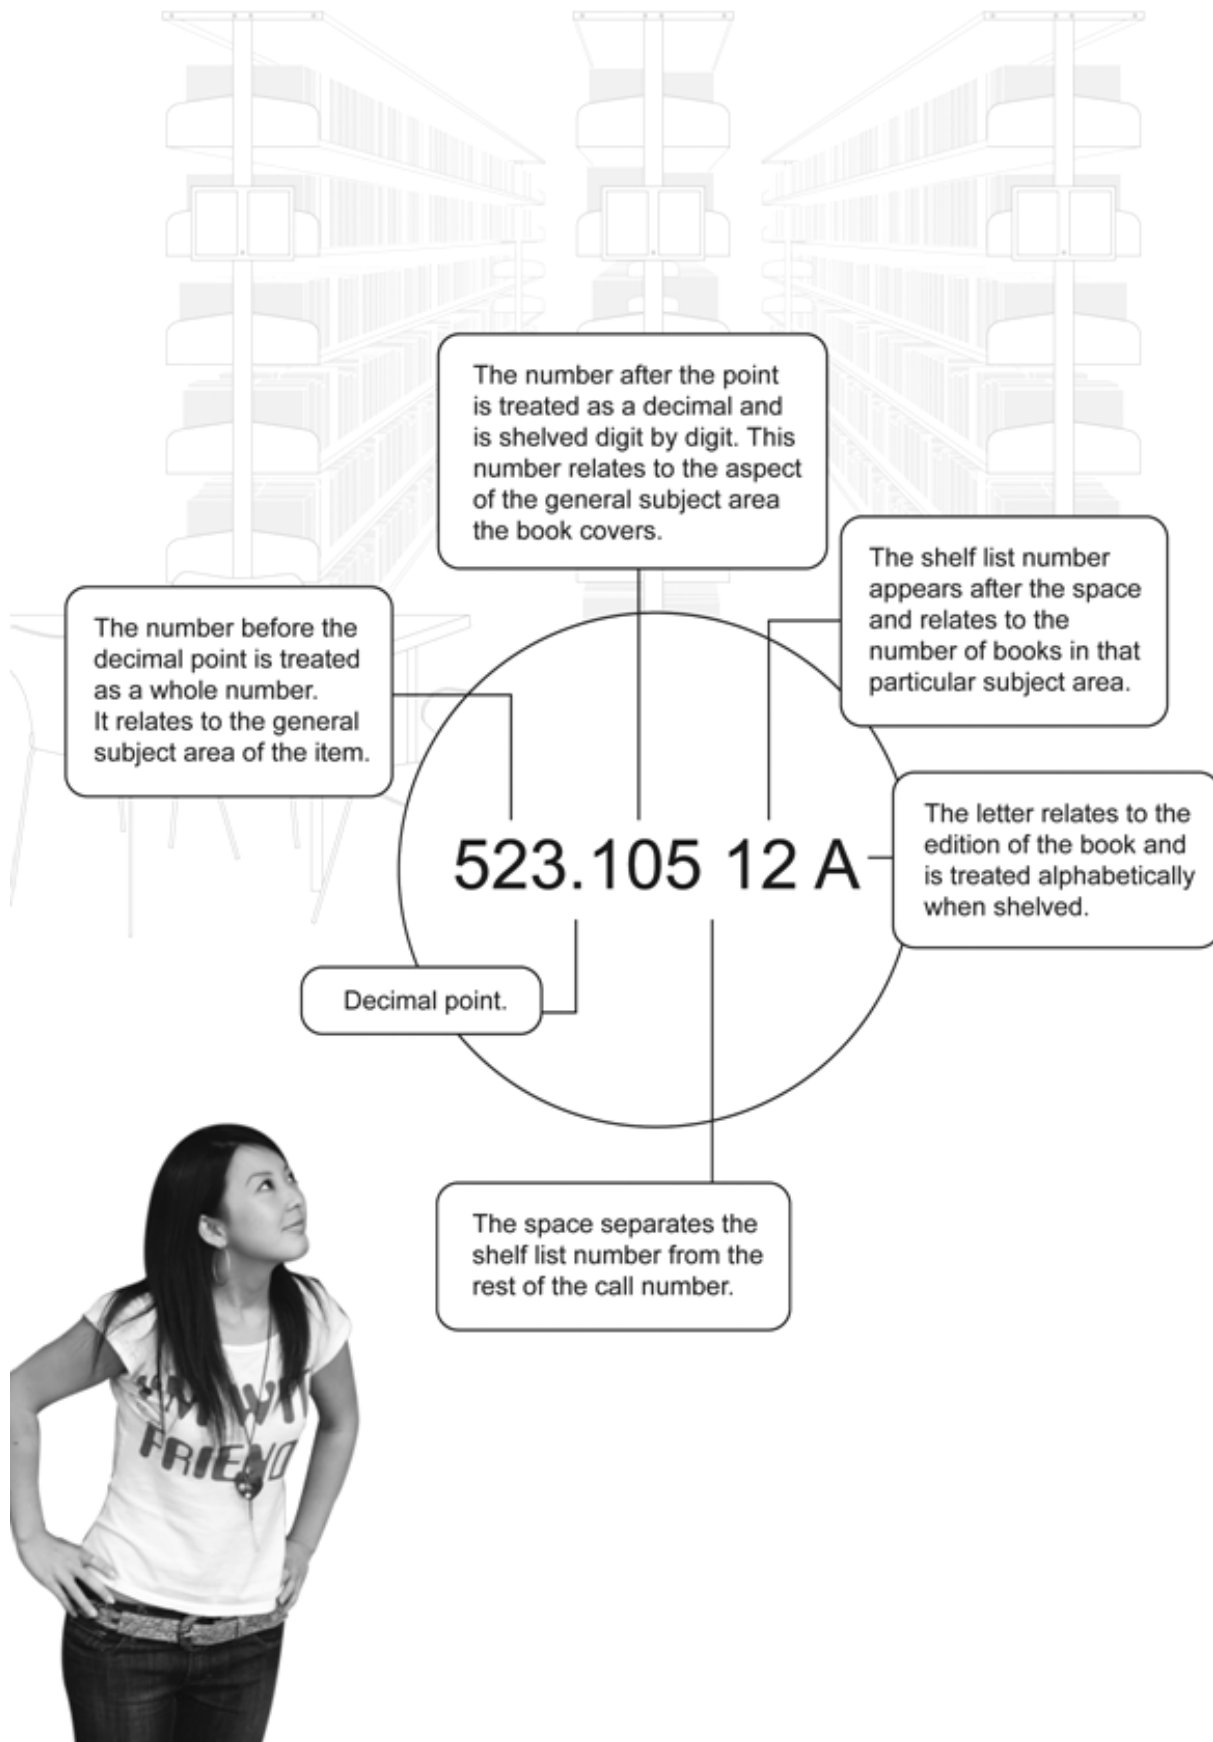 The number after the point
is treated as a decimal and
is shelved digit by digit. This
number relates to the aspect
of the general subject area
the book covers.
The shelf list number
appears after the space
and relates to the
number of books in that
particular subject area.
The number before the
decimal point is treated
as a whole number.
It relates to the general
subject area of the item.
The letter relates to the
edition of the book and
is treated alphabetically
when shelved.
523.105 12 A
Decimal point.
The space separates the
shelf list number from the
rest of the call number.
FRIEND